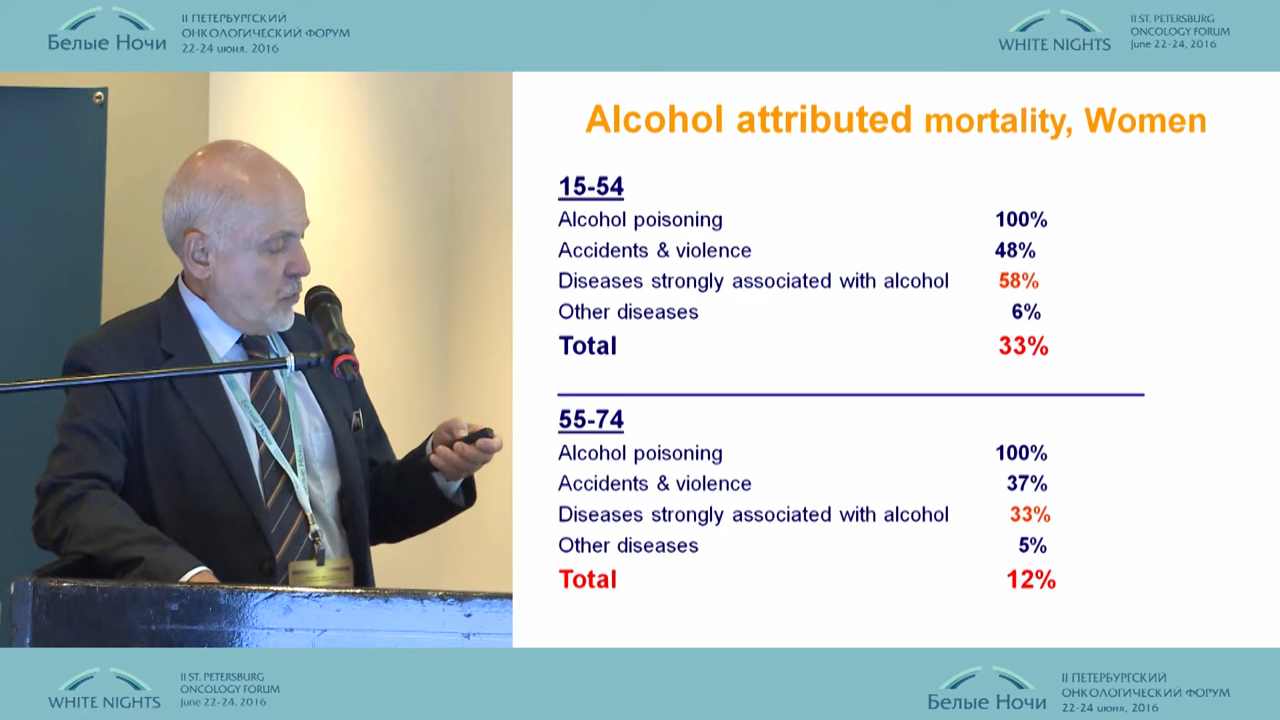 Белые Ночи
II ПЕТЕРБУРГСКИЙ
ОНКОЛОГИЧЕСКИЙ ФОРУМ
22-24 июня, 2016
WHITE NIGHTS
II ST. PETERSBURG
ONCOLOGY FORUM
June 22-24, 2016
Alcohol attributed mortality, Women
15-54
Alcohol poisoning 100%
Accidents & violence 48%
Diseases strongly associated with alcohol 58%
Other diseases 6%
Total 33%
55-74
Alcohol poisoning 100%
Accidents & violence 37%
Diseases strongly associated with alcohol 33%
Other diseases 5%
Total 12%
Белые Ночи
WHITE NIGHTS
II ST. PETERSBURG
ONCOLOGY FORUM
June 22-24, 2016
Белые Ночи
II ПЕТЕРБУРГСКИЙ
ОНКОЛОГИЧЕСКИЙ ФОРУМ
22-24 июня, 2016